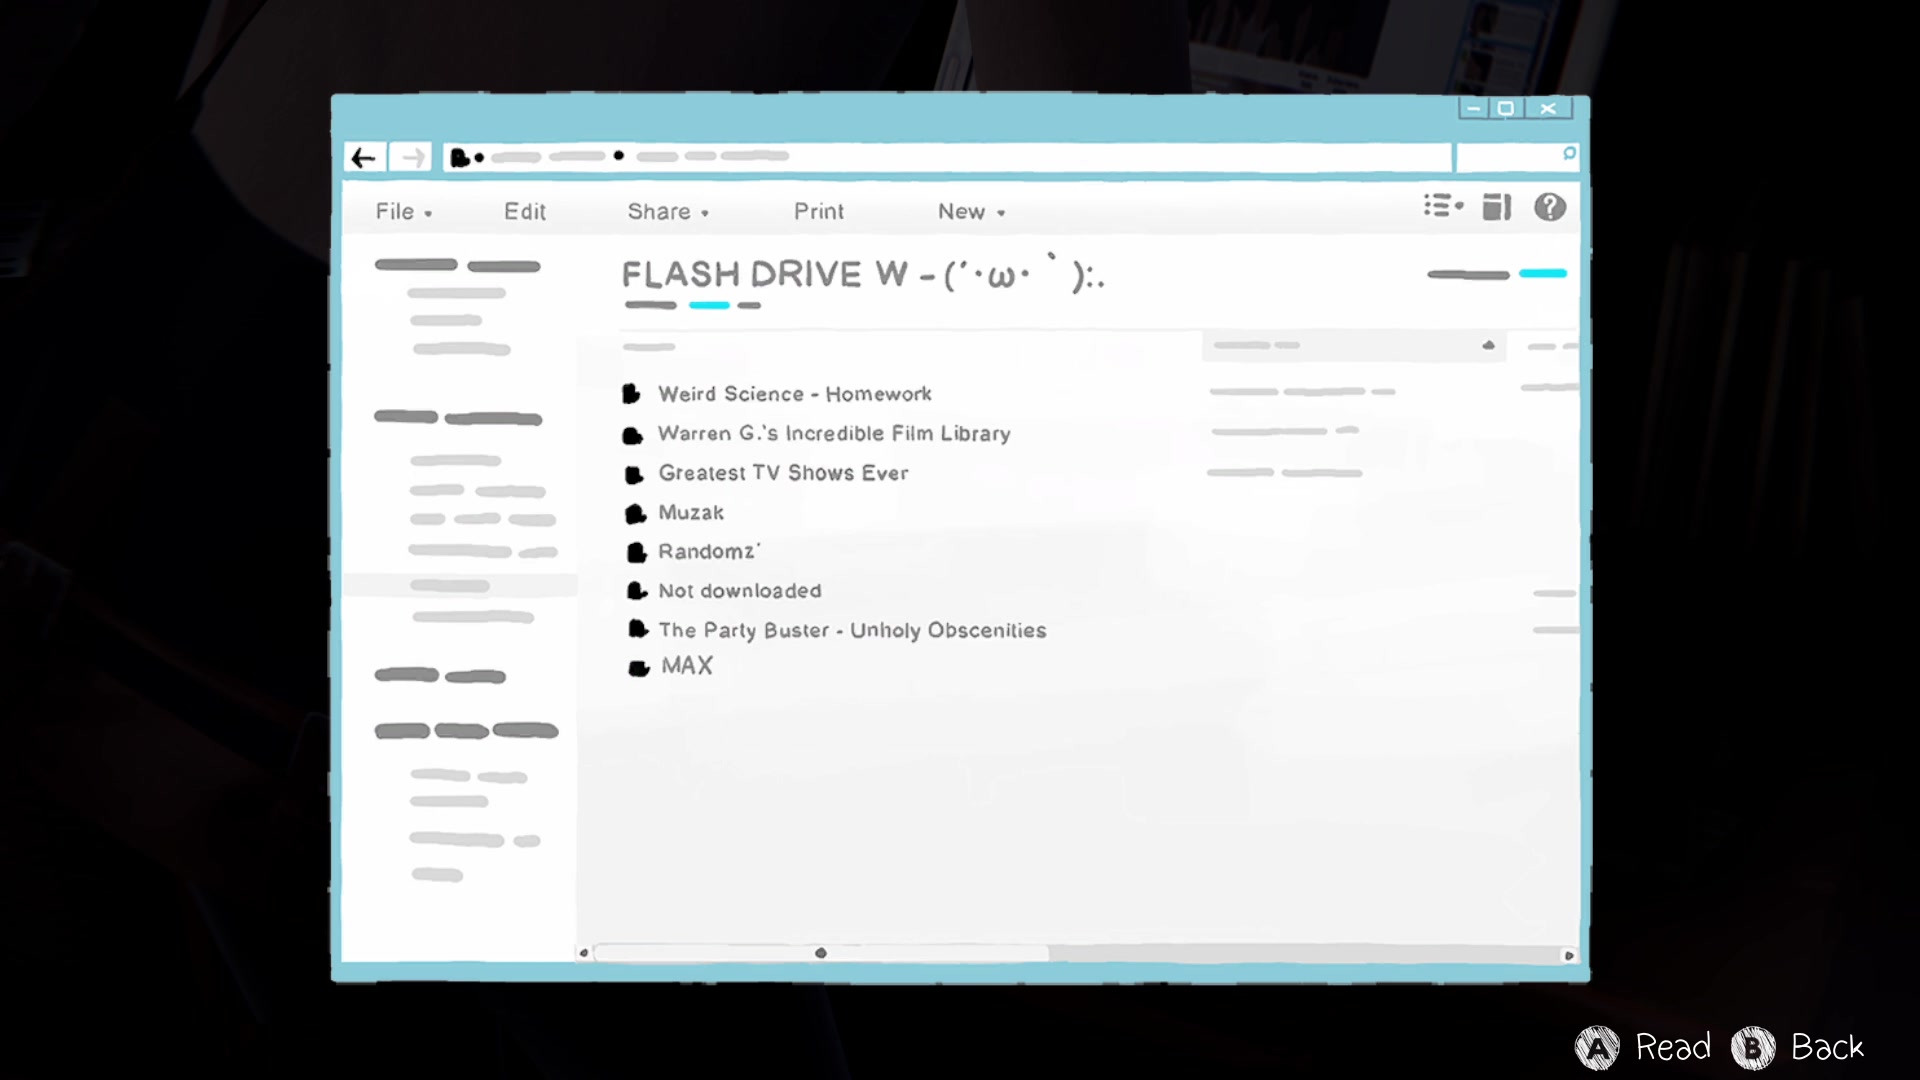 File
Edit
Share
Print
New
FLASH DRIVE W - (´･ω･｀):.
Weird Science - Homework
Warren G.'s Incredible Film Library
Greatest TV Shows Ever
Muzak
Randomz'
Not downloaded
The Party Buster - Unholy Obscenities
MAX
A Read B Back